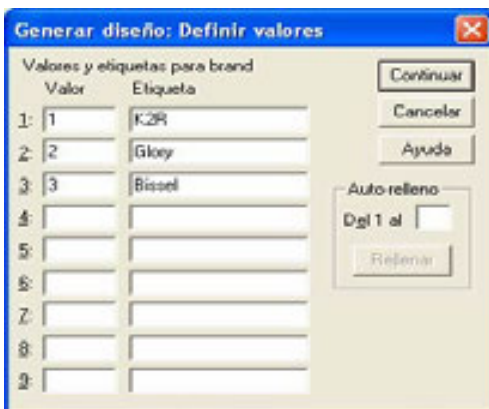 Generar diseño: Definir valores
Valores y etiquetas para brand
Valor Etiqueta
1: 1 K2R
2: 2 Glory
3: 3 Bissel
4:
5:
6:
7:
8:
9:
Continuar
Cancelar
Ayuda
Auto-relleno
Del 1 al
Rellenar